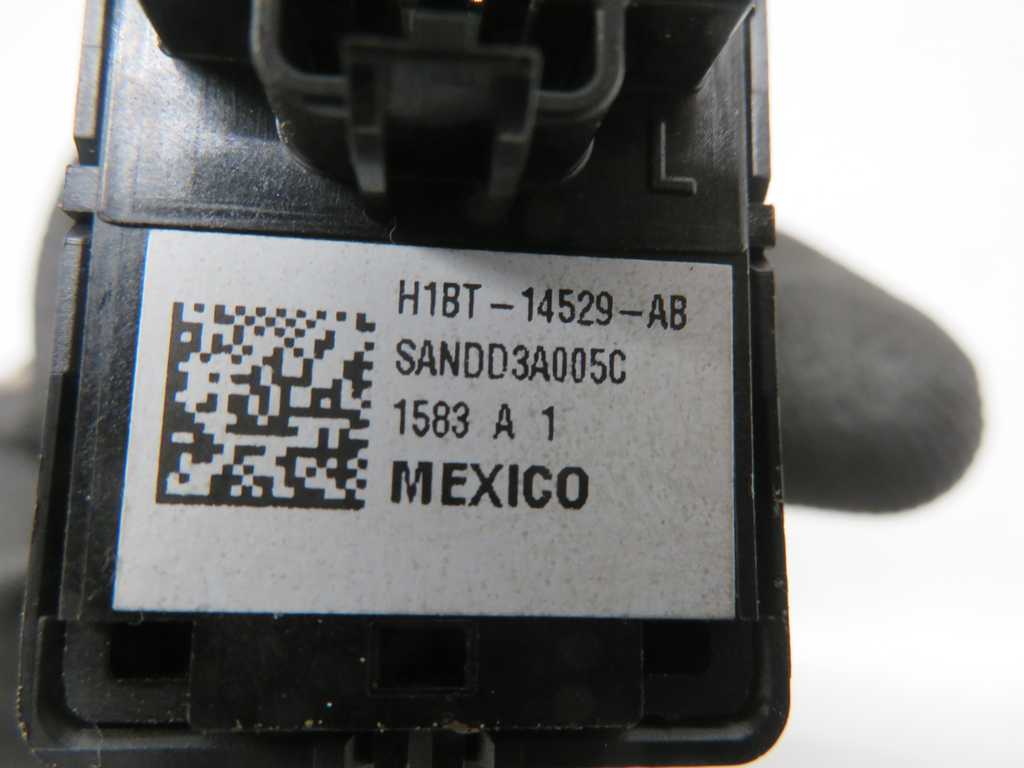 L
H1BT-14529-AB
SANDD3A005C
1583 A 1
MEXICO